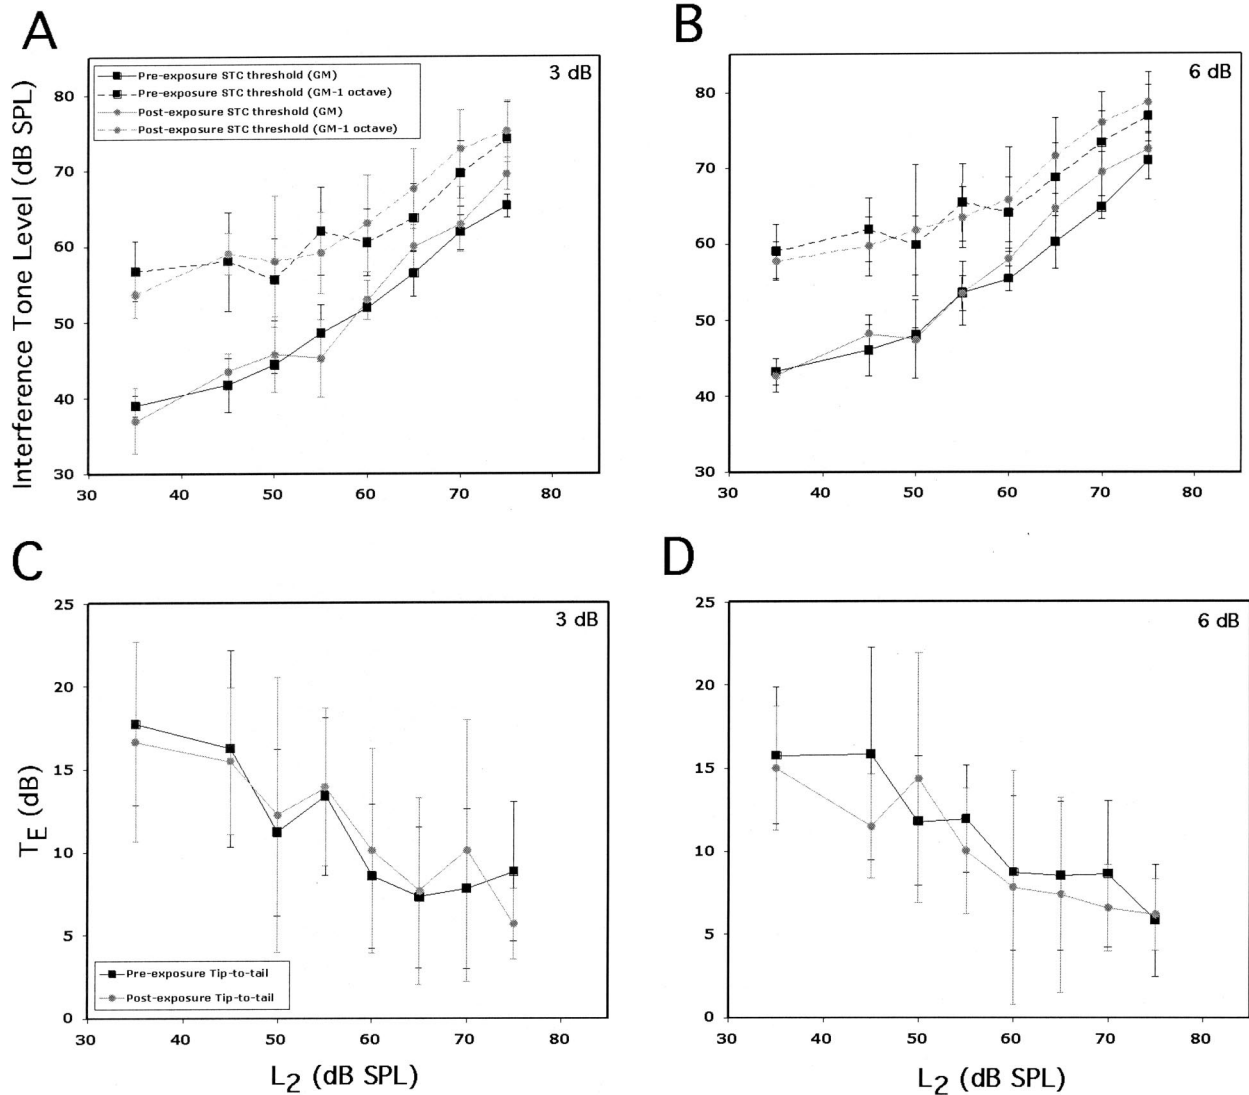 A
B
3 dB
6 dB
Pre-exposure STC threshold (GM)
Pre-exposure STC threshold (GM-1 octave)
Post-exposure STC threshold (GM)
Post-exposure STC threshold (GM-1 octave)
Interference Tone Level (dB SPL)
80
70
60
50
40
30
30 40 50 60 70 80
80
70
60
50
40
30
30 40 50 60 70 80
C
D
3 dB
6 dB
TE (dB)
25
20
15
10
5
0
Pre-exposure Tip-to-tail
Post-exposure Tip-to-tail
30 40 50 60 70 80
L2 (dB SPL)
25
20
15
10
5
0
30 40 50 60 70 80
L2 (dB SPL)